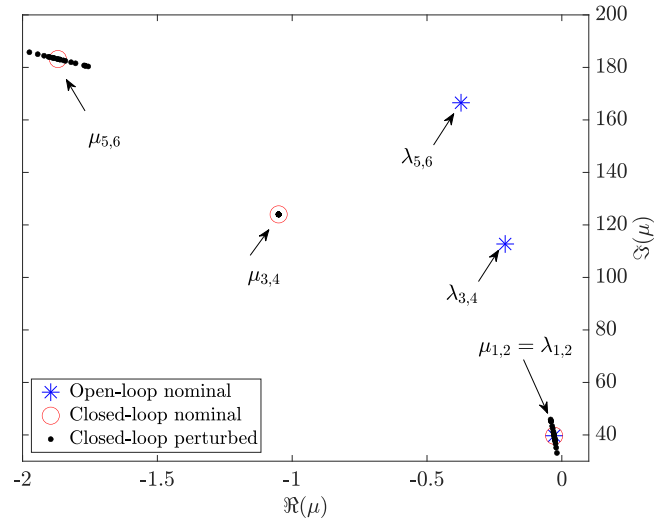 200
180
μ5,6
160
λ5,6
140
120
μ3,4
λ3,4
100
ℑ(μ)
80
μ1,2 = λ1,2
60
Open-loop nominal
Closed-loop nominal
Closed-loop perturbed
40
-2 -1.5 -1 -0.5 0
ℜ(μ)